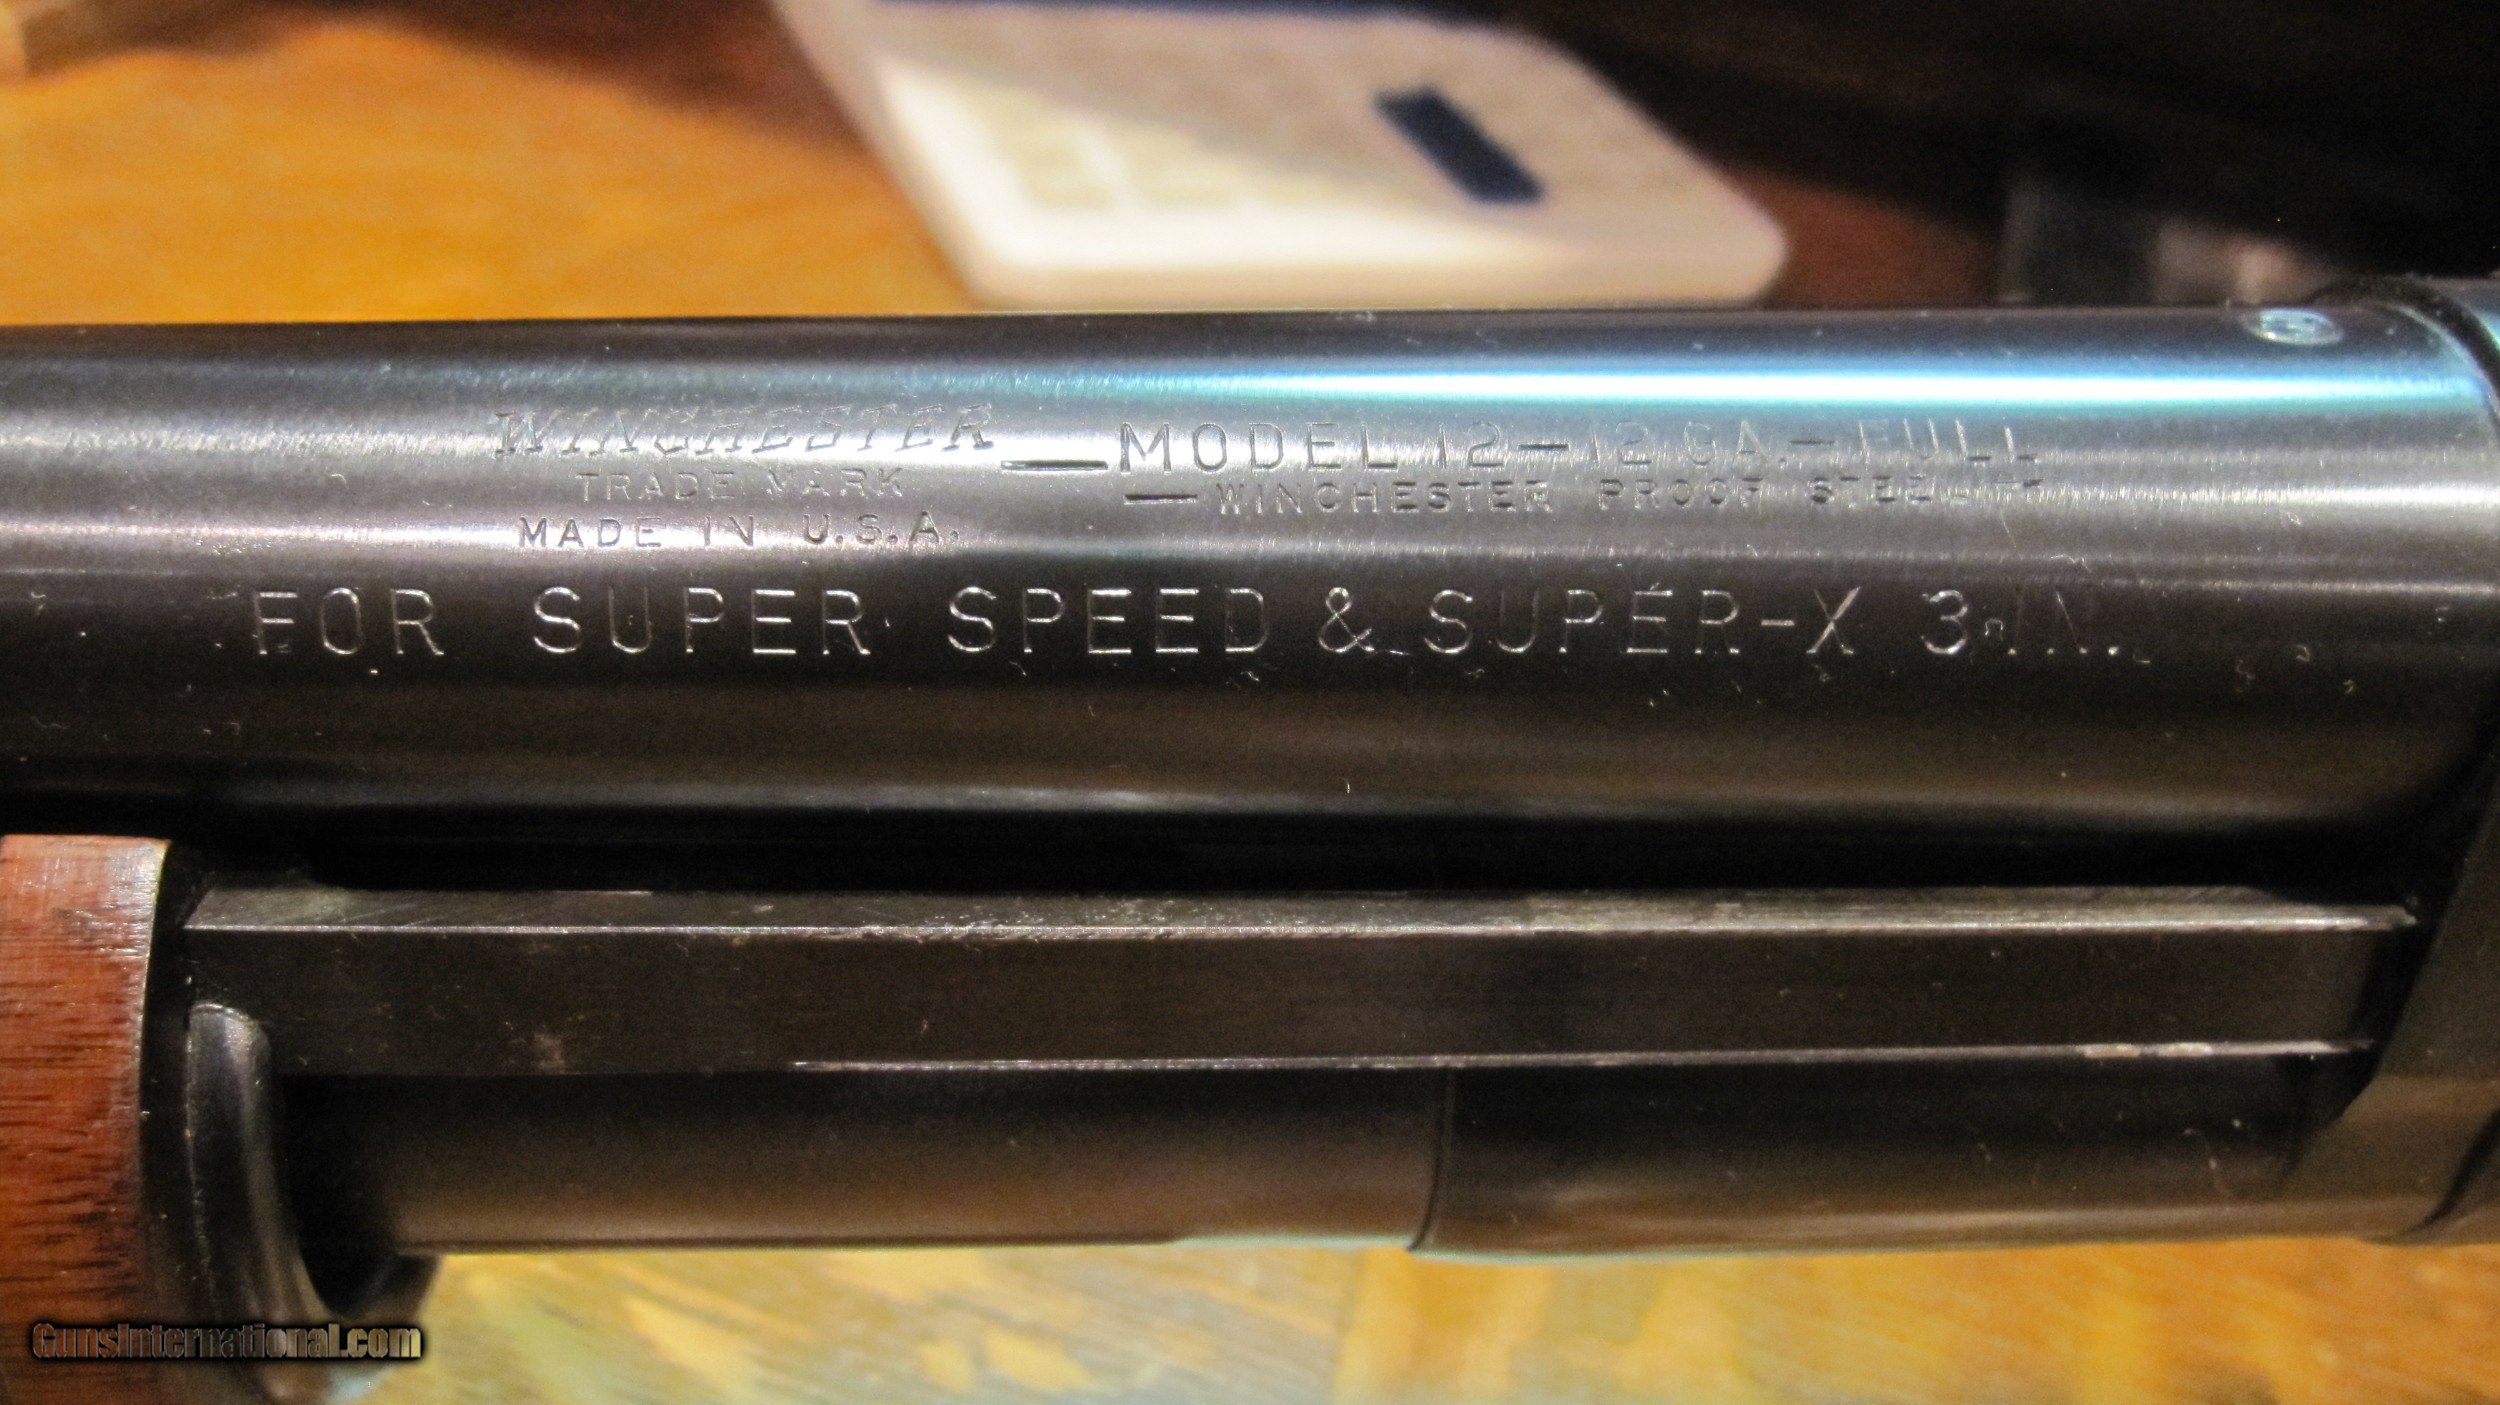 WINCHESTER
TRADE MARK
MADE IN U.S.A.
—MODEL 12—12 GA.—FULL
—WINCHESTER PROOF STEEL—
FOR SUPER SPEED & SUPER-X 3 IN.
GunsInternational.com